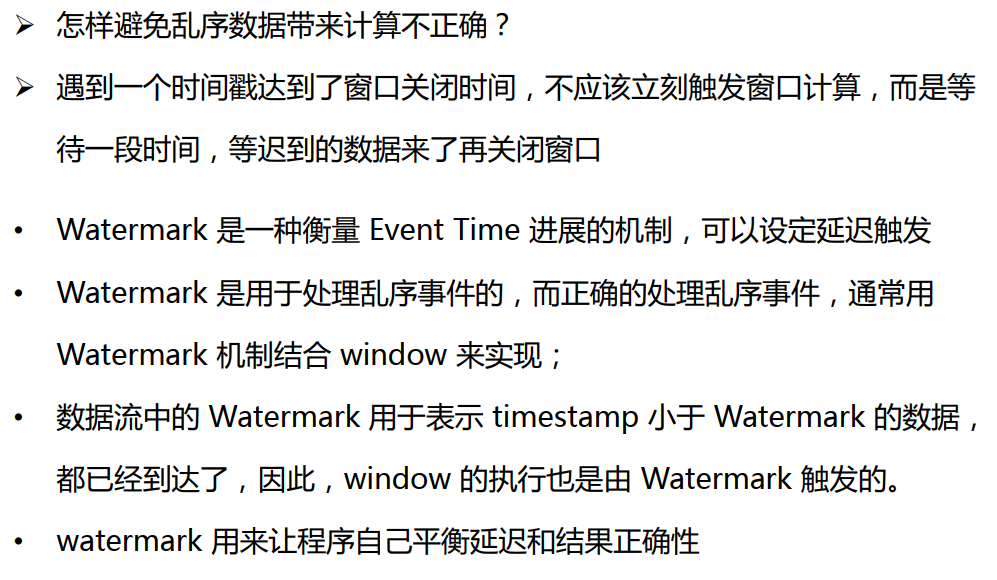 ➢ 怎样避免乱序数据带来计算不正确？
➢ 遇到一个时间戳达到了窗口关闭时间，不应该立刻触发窗口计算，而是等
待一段时间，等迟到的数据来了再关闭窗口
• Watermark 是一种衡量 Event Time 进展的机制，可以设定延迟触发
• Watermark 是用于处理乱序事件的，而正确的处理乱序事件，通常用
Watermark 机制结合 window 来实现；
• 数据流中的 Watermark 用于表示 timestamp 小于 Watermark 的数据，
都已经到达了，因此，window 的执行也是由 Watermark 触发的。
• watermark 用来让程序自己平衡延迟和结果正确性